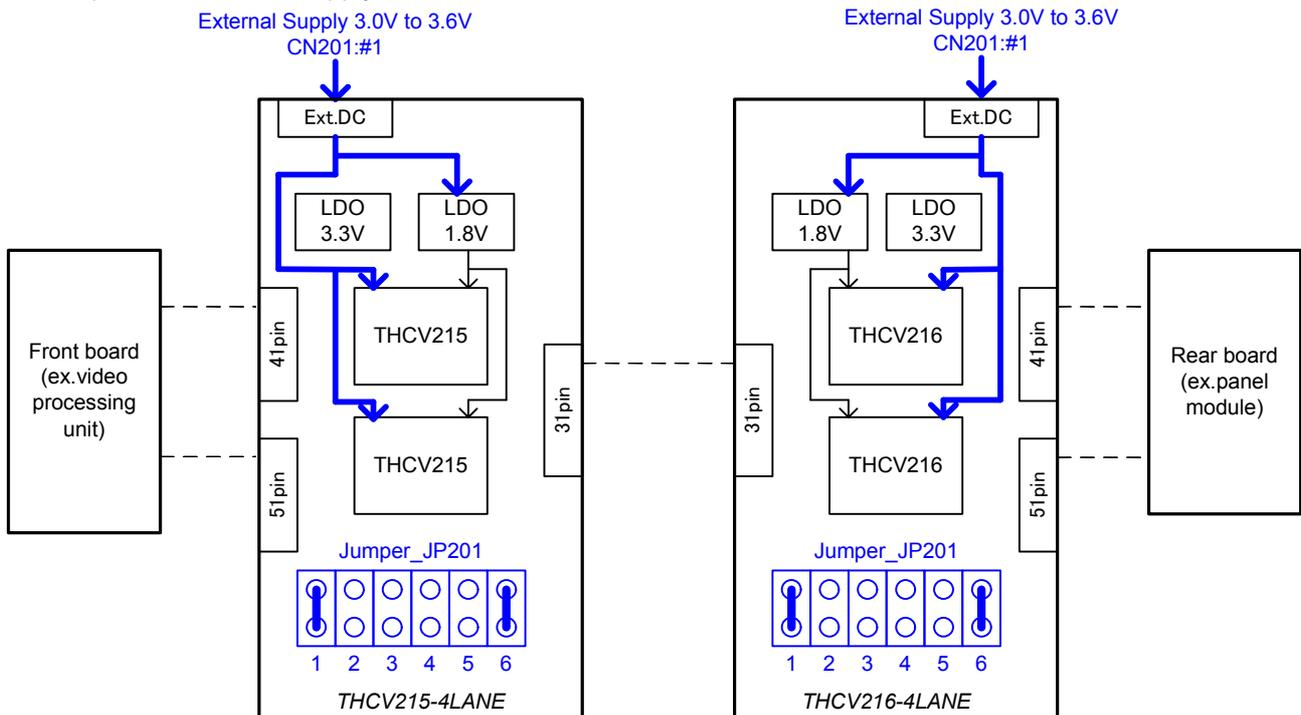 External Supply 3.0V to 3.6V
CN201:#1
External Supply 3.0V to 3.6V
CN201:#1
Ext.DC
Ext.DC
LDO
3.3V
LDO
1.8V
LDO
1.8V
LDO
3.3V
Front board
(ex.video
processing
unit)
41pin
THCV215
31pin
31pin
THCV216
41pin
Rear board
(ex.panel
module)
51pin
THCV215
THCV216
51pin
Jumper_JP201
Jumper_JP201
1 2 3 4 5 6
1 2 3 4 5 6
THCV215-4LANE
THCV216-4LANE